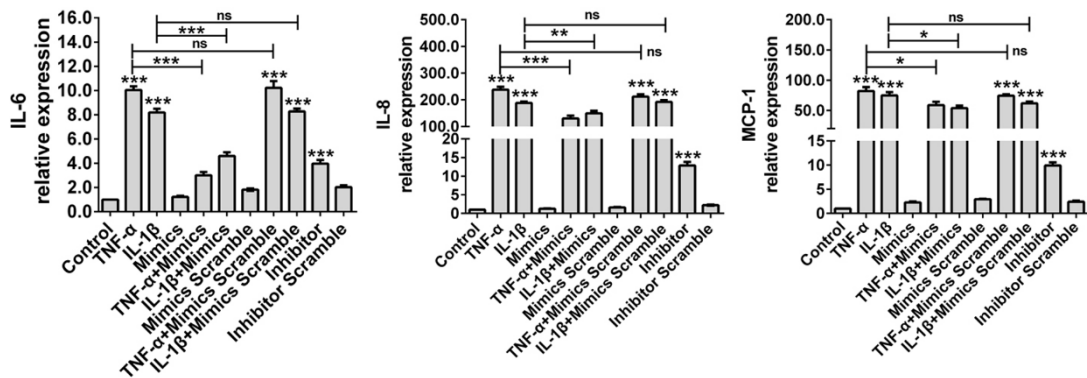 IL-6
relative expression
16.0
14.0
12.0
10.0
8.0
6.0
4.0
2.0
0.0
ns
***
ns
***
***
***
***
***
***
Control
TNF-α
IL-1β
Mimics
TNF-α+Mimics
IL-1β+Mimics
Mimics Scramble
TNF-α+Mimics Scramble
IL-1β+Mimics Scramble
Inhibitor
Inhibitor Scramble
IL-8
relative expression
500.0
400.0
300.0
200.0
100.0
20
15
10
5
0
ns
**
ns
***
***
***
***
***
***
Control
TNF-α
IL-1β
Mimics
TNF-α+Mimics
IL-1β+Mimics
Mimics Scramble
TNF-α+Mimics Scramble
IL-1β+Mimics Scramble
Inhibitor
Inhibitor Scramble
MCP-1
relative expression
200.0
150.0
100.0
50.0
15
10
5
0
ns
*
ns
*
***
***
***
***
***
Control
TNF-α
IL-1β
Mimics
TNF-α+Mimics
IL-1β+Mimics
Mimics Scramble
TNF-α+Mimics Scramble
IL-1β+Mimics Scramble
Inhibitor
Inhibitor Scramble